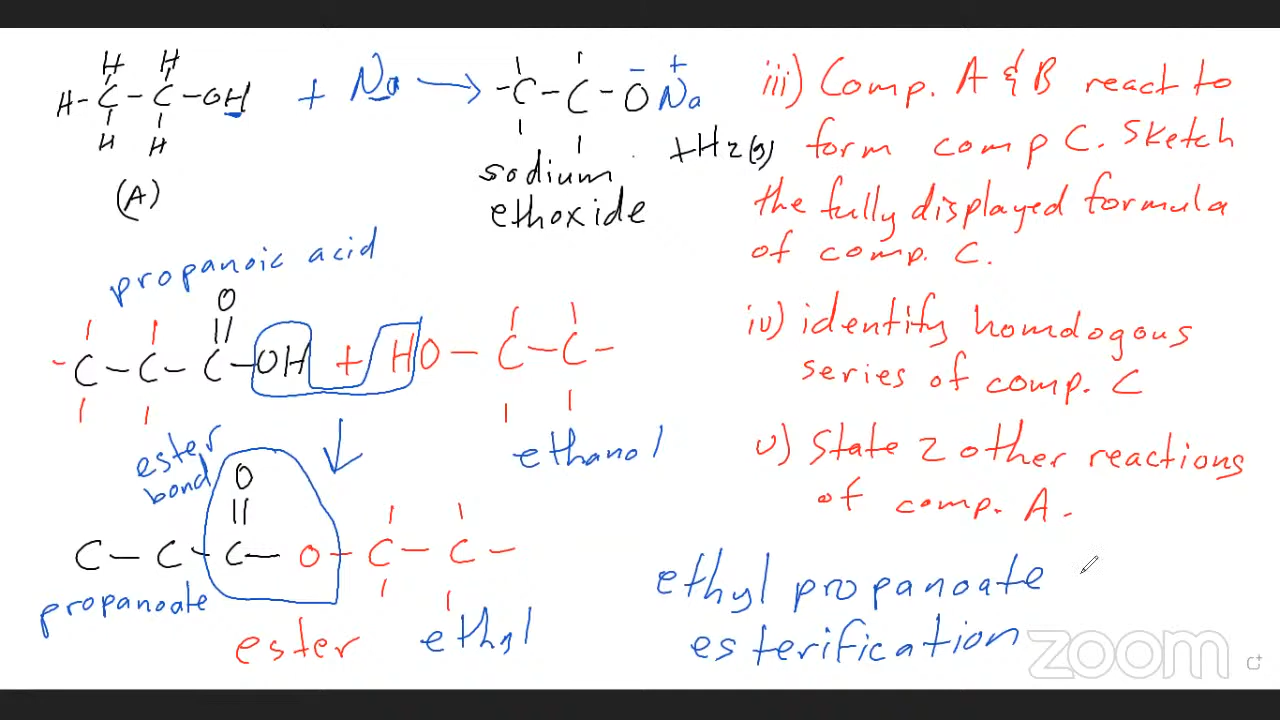 H H
H-C-C-OH + Na → -C-C-O⁻ Na⁺
H H
+H2(g)
(A)
sodium
ethoxide
propanoic acid
O
-C-C-C-OH + HO-C-C-
ethanol
ester
bond
O
C-C-C-O-C-C-
propanoate
ester
ethyl
iii) Comp. A & B react to
form comp C. Sketch
the fully displayed formula
of comp. C.
iv) identify homologous
series of comp. C
v) State 2 other reactions
of comp. A.
ethyl propanoate
esterification
zoom